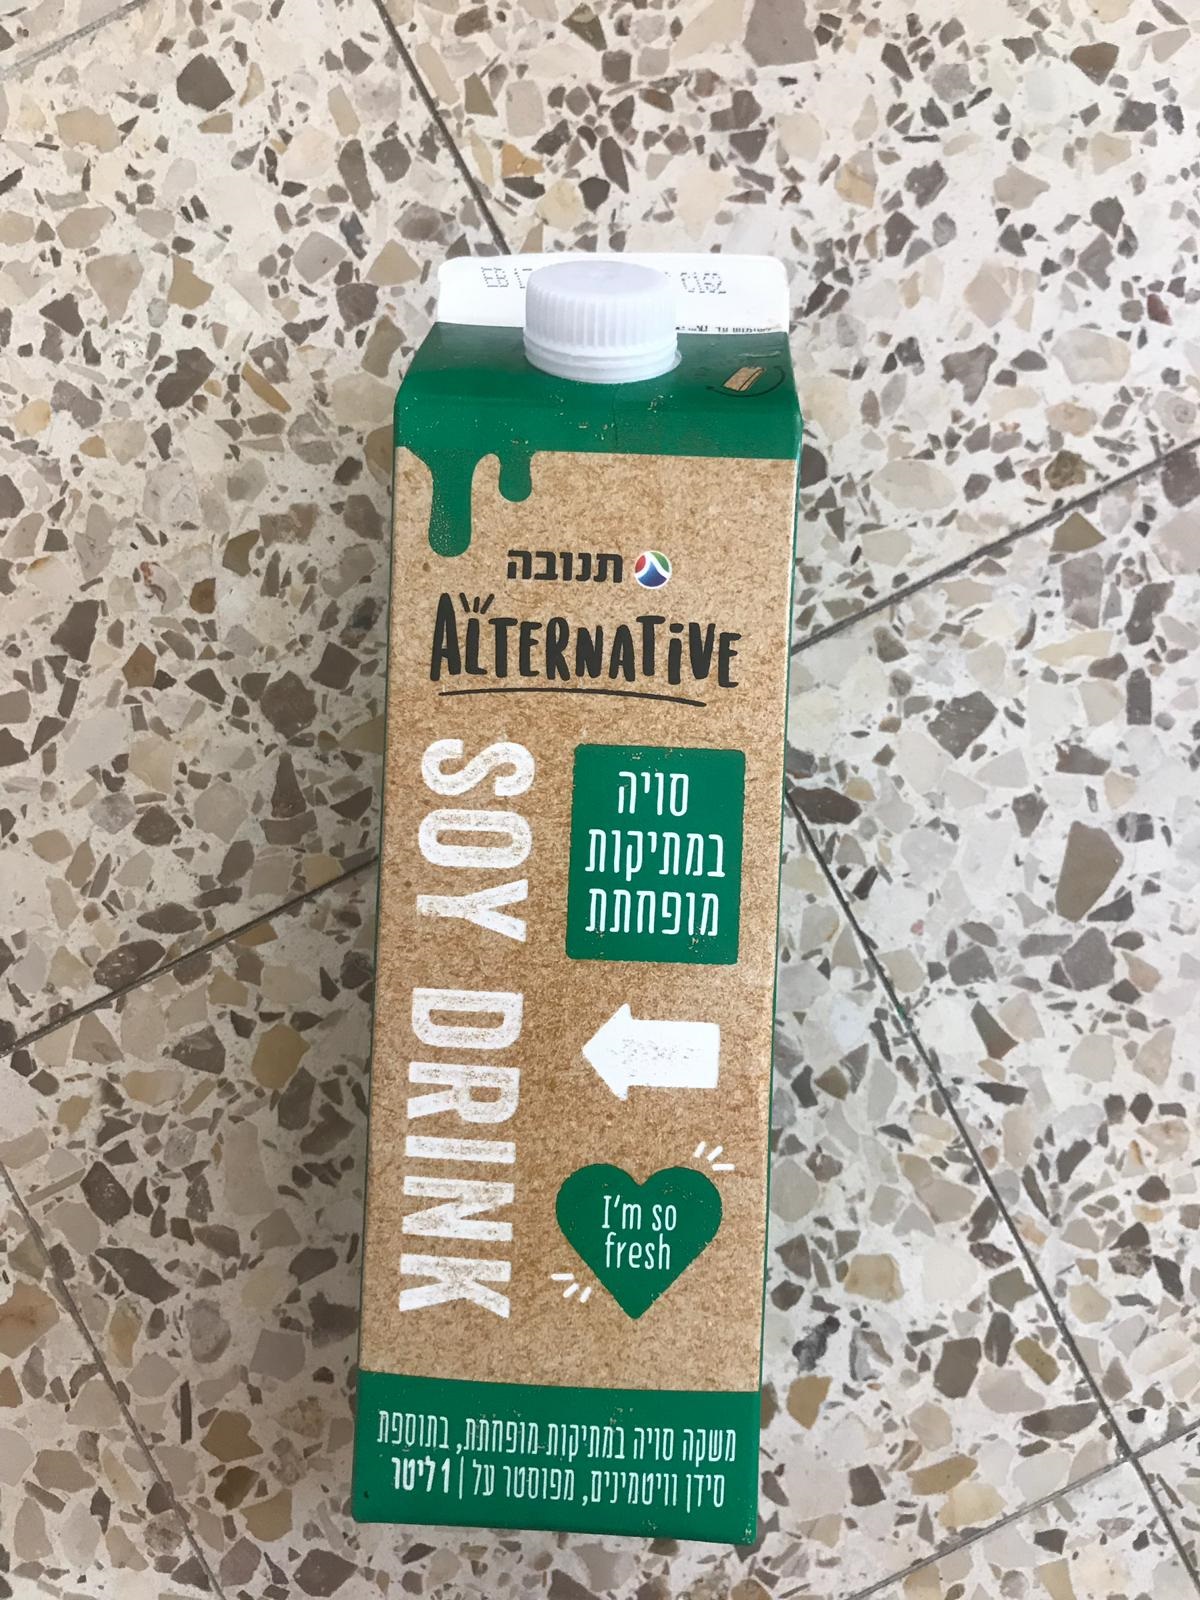 תנובה
ALTERNATIVE
SOY DRINK
סויה
במתיקות
מופחתת
I'm so
fresh
משקה סויה במתיקות מופחתת, בתוספת
סידן וויטמינים, מפוסטר על | 1 ליטר